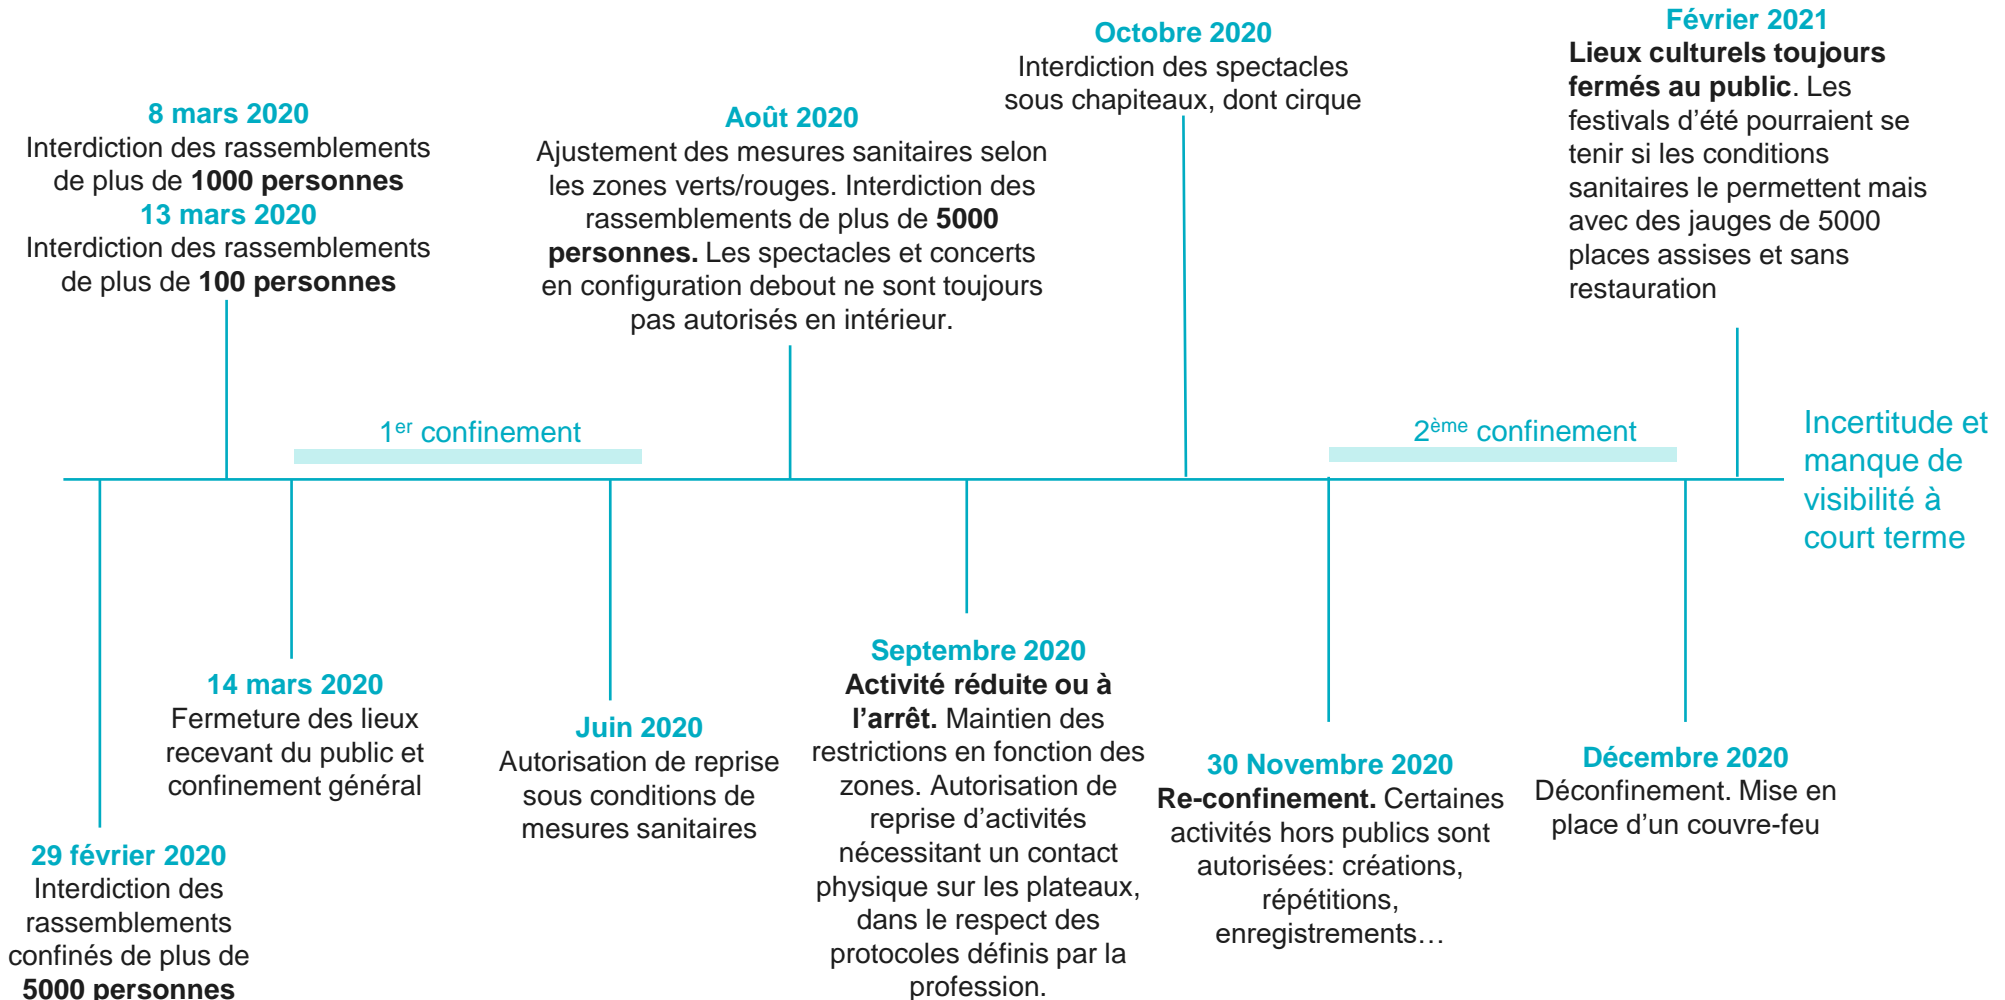 8 mars 2020
Interdiction des rassemblements
de plus de 1000 personnes
13 mars 2020
Interdiction des rassemblements
de plus de 100 personnes
Août 2020
Ajustement des mesures sanitaires selon
les zones verts/rouges. Interdiction des
rassemblements de plus de 5000
personnes. Les spectacles et concerts
en configuration debout ne sont toujours
pas autorisés en intérieur.
Octobre 2020
Interdiction des spectacles
sous chapiteaux, dont cirque
Février 2021
Lieux culturels toujours
fermés au public. Les
festivals d’été pourraient se
tenir si les conditions
sanitaires le permettent mais
avec des jauges de 5000
places assises et sans
restauration
1er confinement
2ème confinement
Incertitude et
manque de
visibilité à
court terme
29 février 2020
Interdiction des
rassemblements
confinés de plus de
5000 personnes
14 mars 2020
Fermeture des lieux
recevant du public et
confinement général
Juin 2020
Autorisation de reprise
sous conditions de
mesures sanitaires
Septembre 2020
Activité réduite ou à
l’arrêt. Maintien des
restrictions en fonction des
zones. Autorisation de
reprise d’activités
nécessitant un contact
physique sur les plateaux,
dans le respect des
protocoles définis par la
profession.
30 Novembre 2020
Re-confinement. Certaines
activités hors publics sont
autorisées: créations,
répétitions,
enregistrements…
Décembre 2020
Déconfinement. Mise en
place d’un couvre-feu